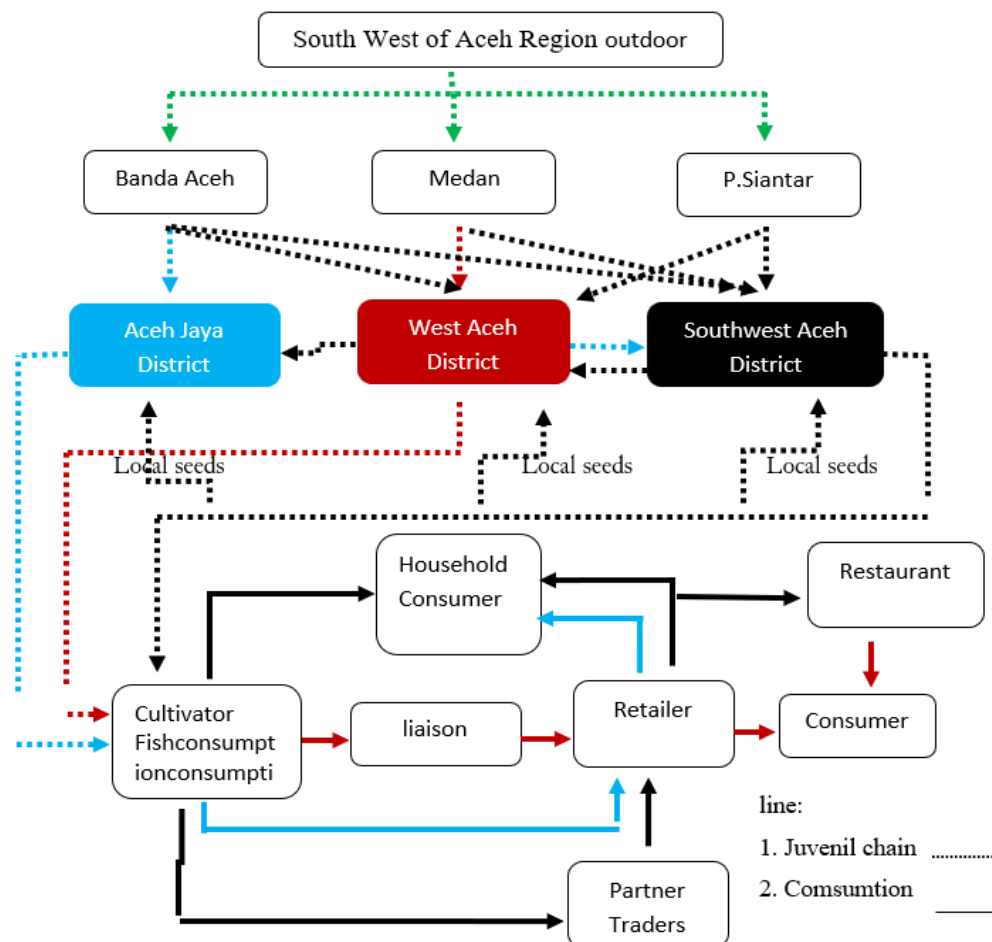 South West of Aceh Region outdoor
Banda Aceh
Medan
P.Siantar
Aceh Jaya
District
West Aceh
District
Southwest Aceh
District
Local seeds
Local seeds
Local seeds
Household
Consumer
Restaurant
Cultivator
Fishconsumpt
ionconsumpti
liaison
Retailer
Consumer
Partner
Traders
line:
1. Juvenil chain
2. Comsumtion